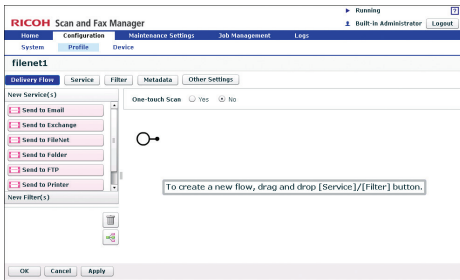 Running ?
RICOH Scan and Fax Manager
Built-in Administrator Logout
Home Configuration Maintenance Settings Job Management Logs
System Profile Device
filenet1
Delivery Flow Service Filter Metadata Other Settings
New Service(s)
One-touch Scan Yes No
Send to Email
Send to Exchange
Send to FileNet
Send to Folder
Send to FTP
Send to Printer
To create a new flow, drag and drop [Service]/[Filter] button.
New Filter(s)
OK Cancel Apply